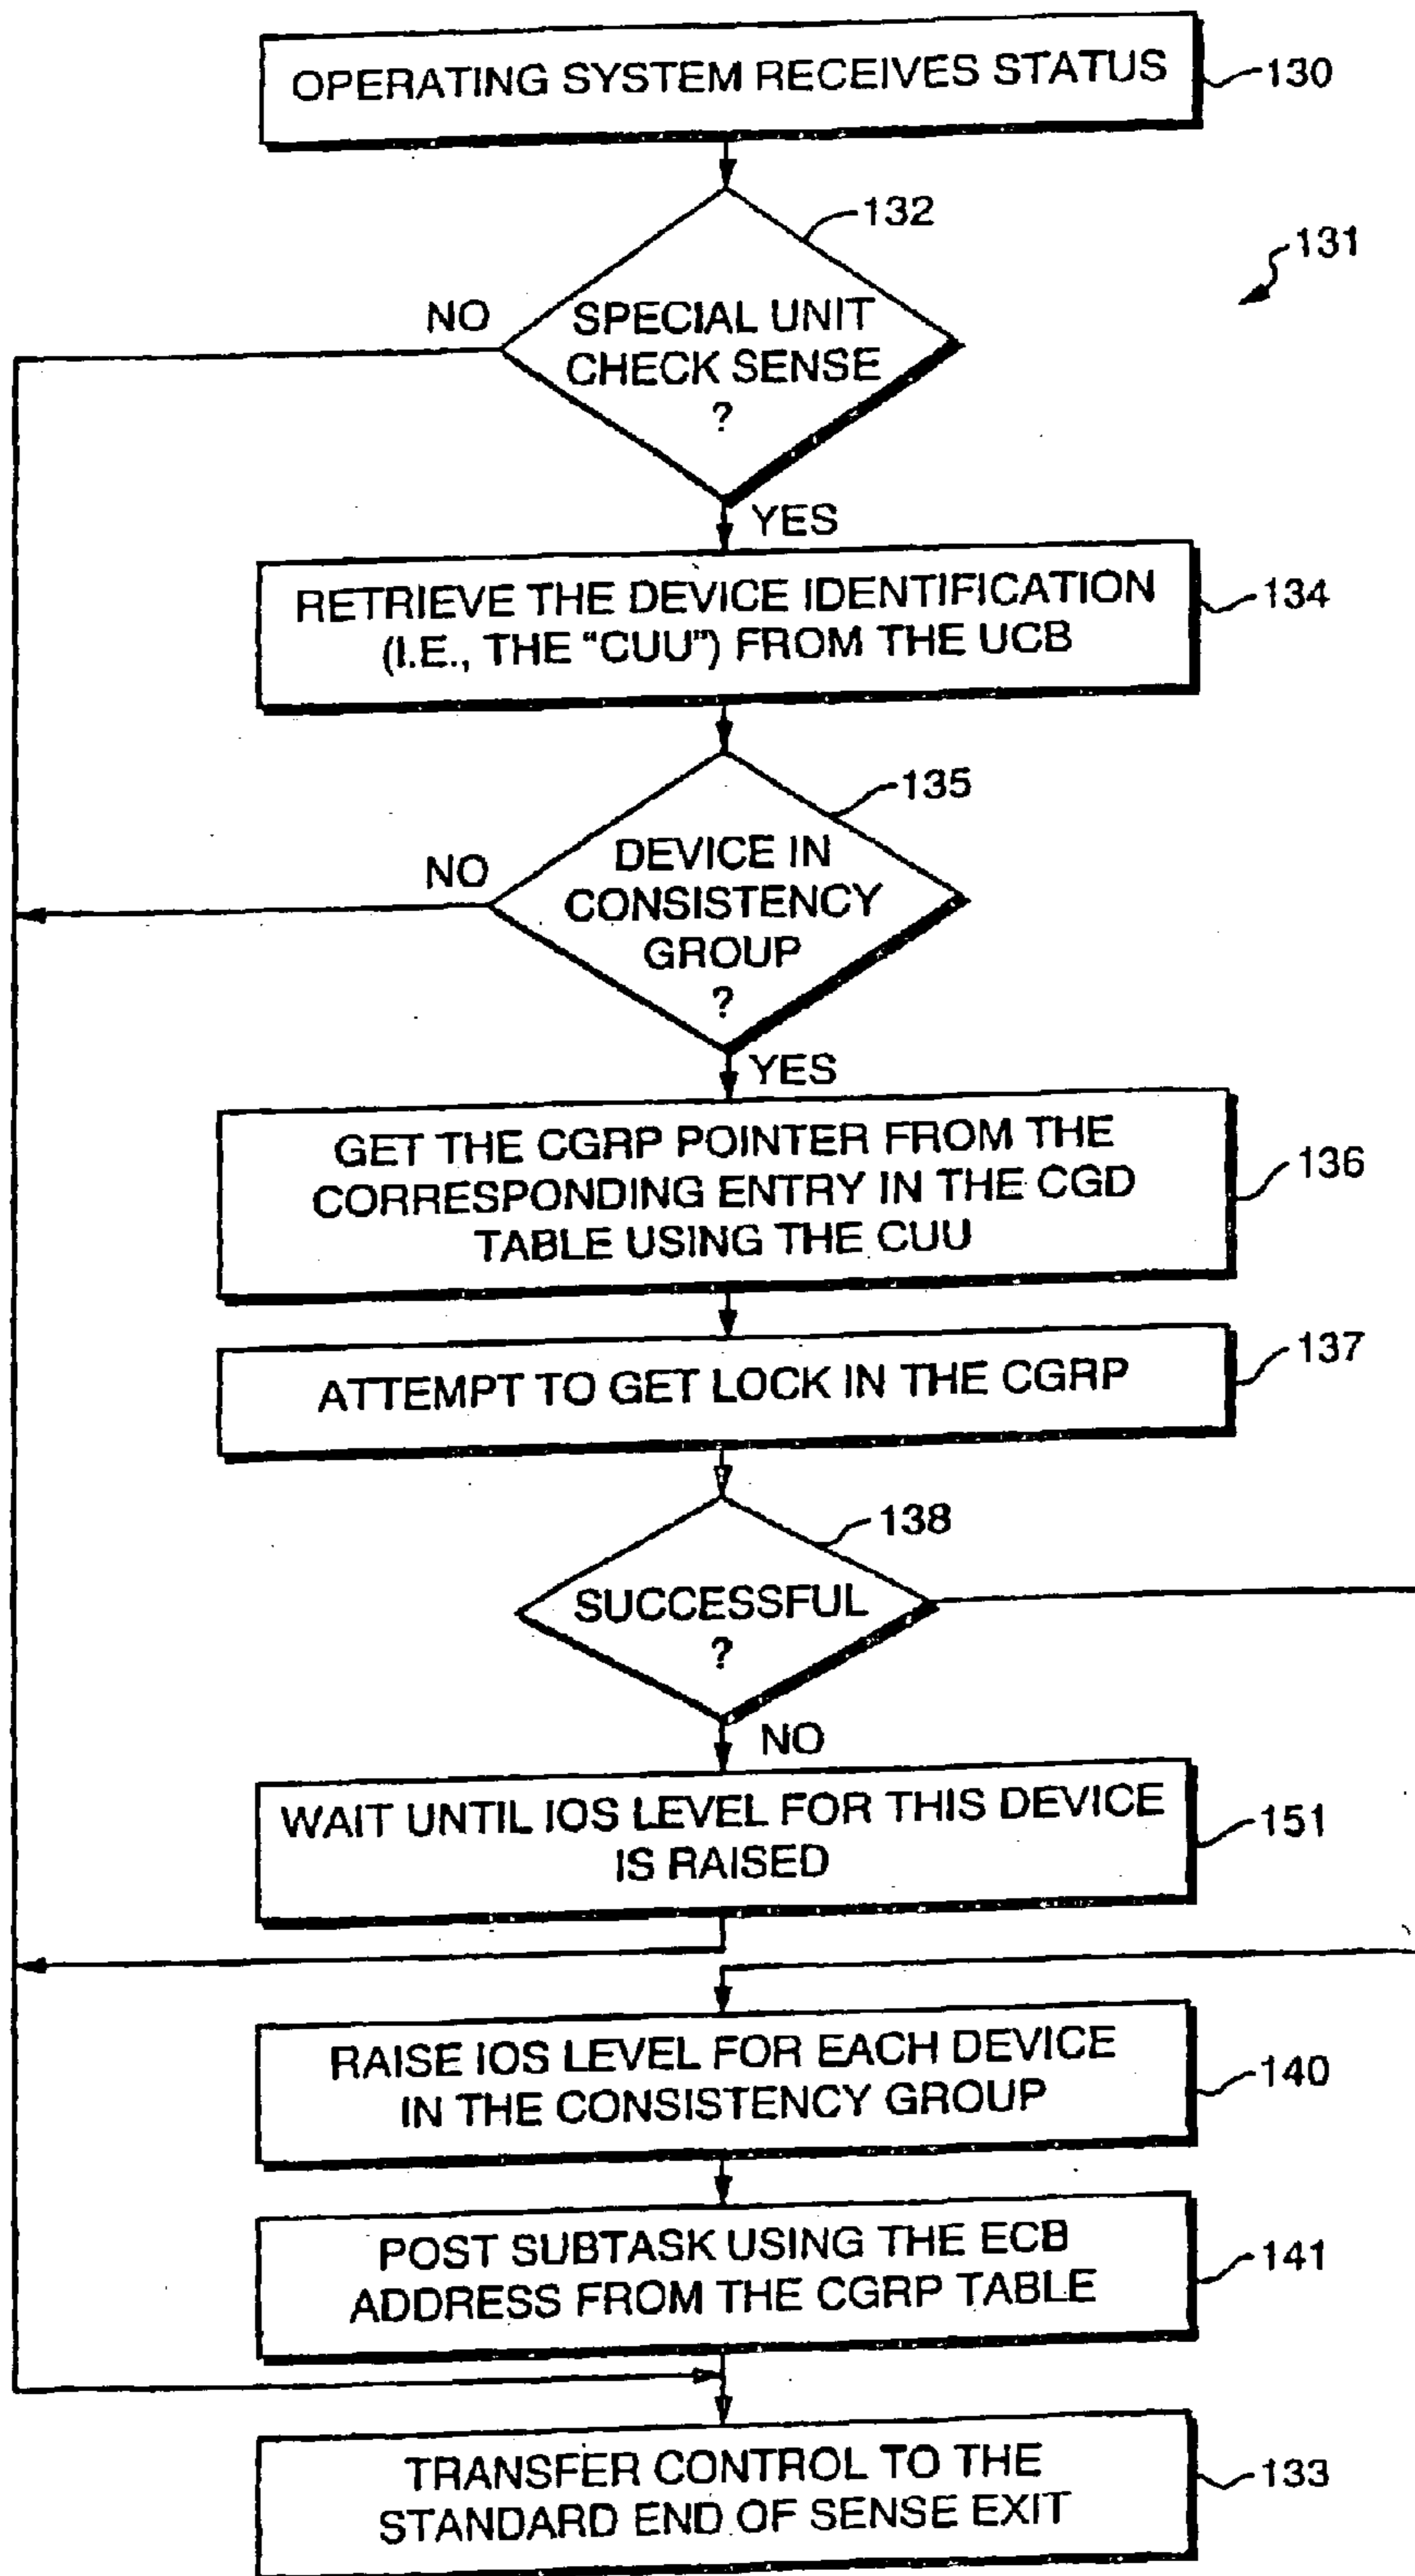 OPERATING SYSTEM RECEIVES STATUS
130
132
131
NO
SPECIAL UNIT
CHECK SENSE
?
YES
RETRIEVE THE DEVICE IDENTIFICATION
(I.E., THE "CUU") FROM THE UCB
134
135
NO
DEVICE IN
CONSISTENCY
GROUP
?
YES
GET THE CGRP POINTER FROM THE
CORRESPONDING ENTRY IN THE CGD
TABLE USING THE CUU
136
ATTEMPT TO GET LOCK IN THE CGRP
137
138
SUCCESSFUL
?
NO
WAIT UNTIL IOS LEVEL FOR THIS DEVICE
IS RAISED
151
RAISE IOS LEVEL FOR EACH DEVICE
IN THE CONSISTENCY GROUP
140
POST SUBTASK USING THE ECB
ADDRESS FROM THE CGRP TABLE
141
TRANSFER CONTROL TO THE
STANDARD END OF SENSE EXIT
133